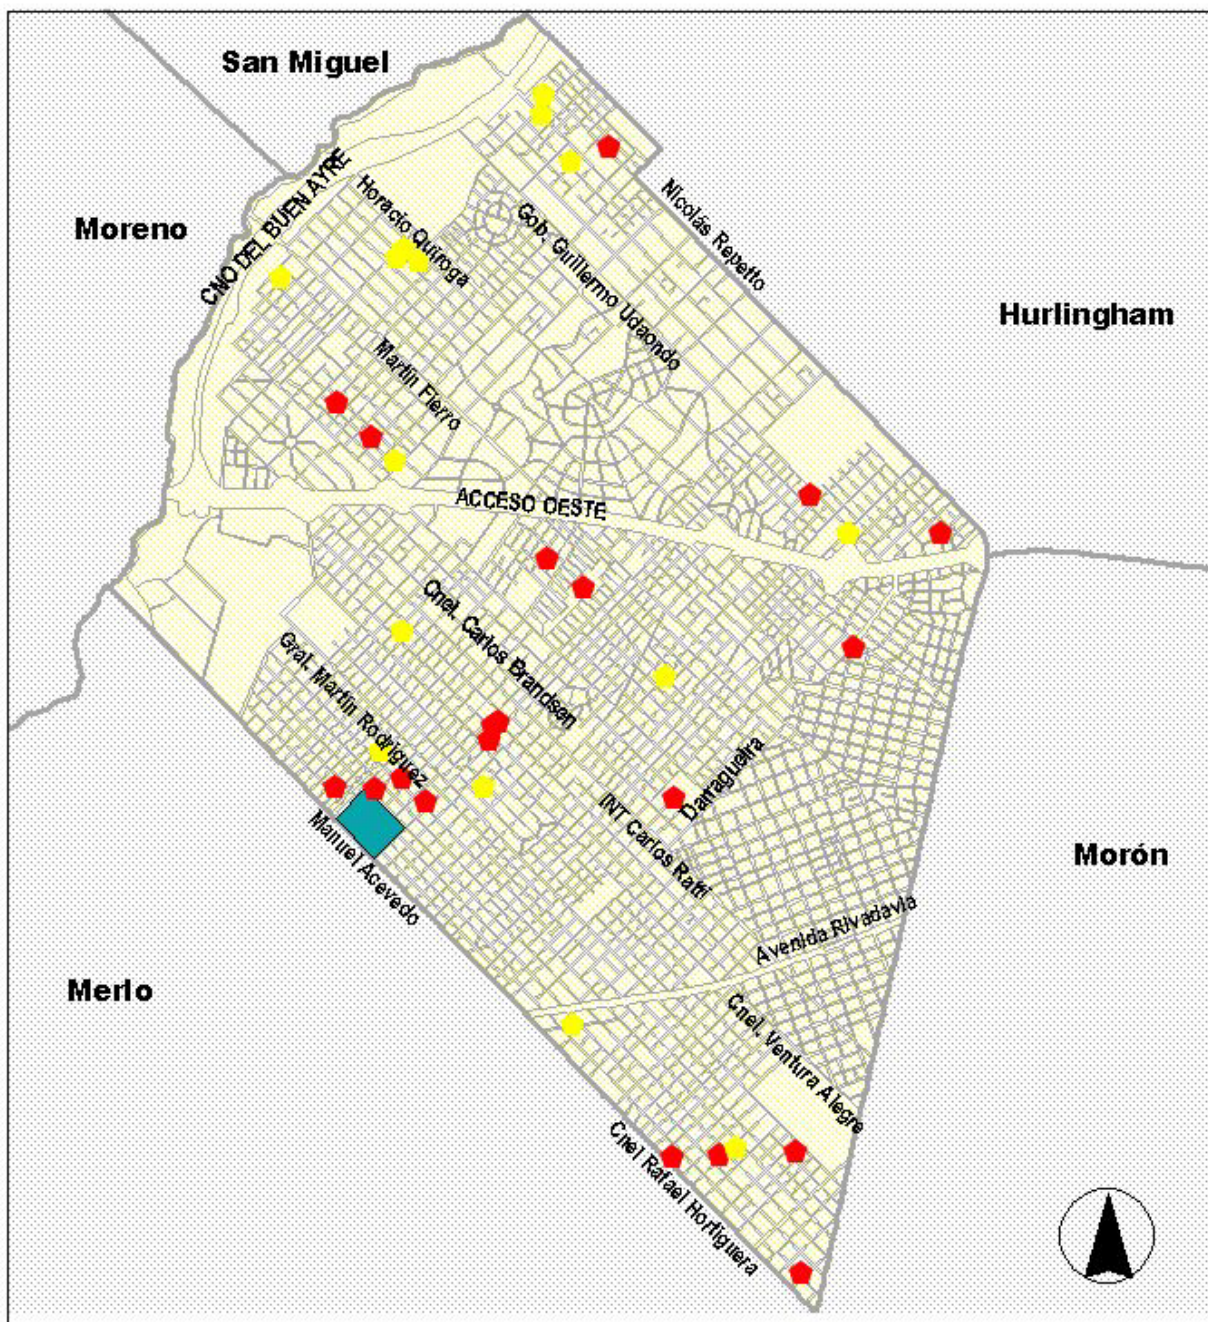 San Miguel
CNO DEL BUEN AYRE
Horacio Quiroga
Nicolás Repetto
Gob. Guillermo Udaondo
Moreno
Hurlingham
Martín Fierro
ACCESO OESTE
Cnel. Carlos Brandsen
Gral. Martín Rodríguez
Darragueira
INT Carlos Ratti
Manuel Acevedo
Morón
Avenida Rivadavia
Merlo
Cnel. Ventura Alegre
Cnel Rafael Hortiguera